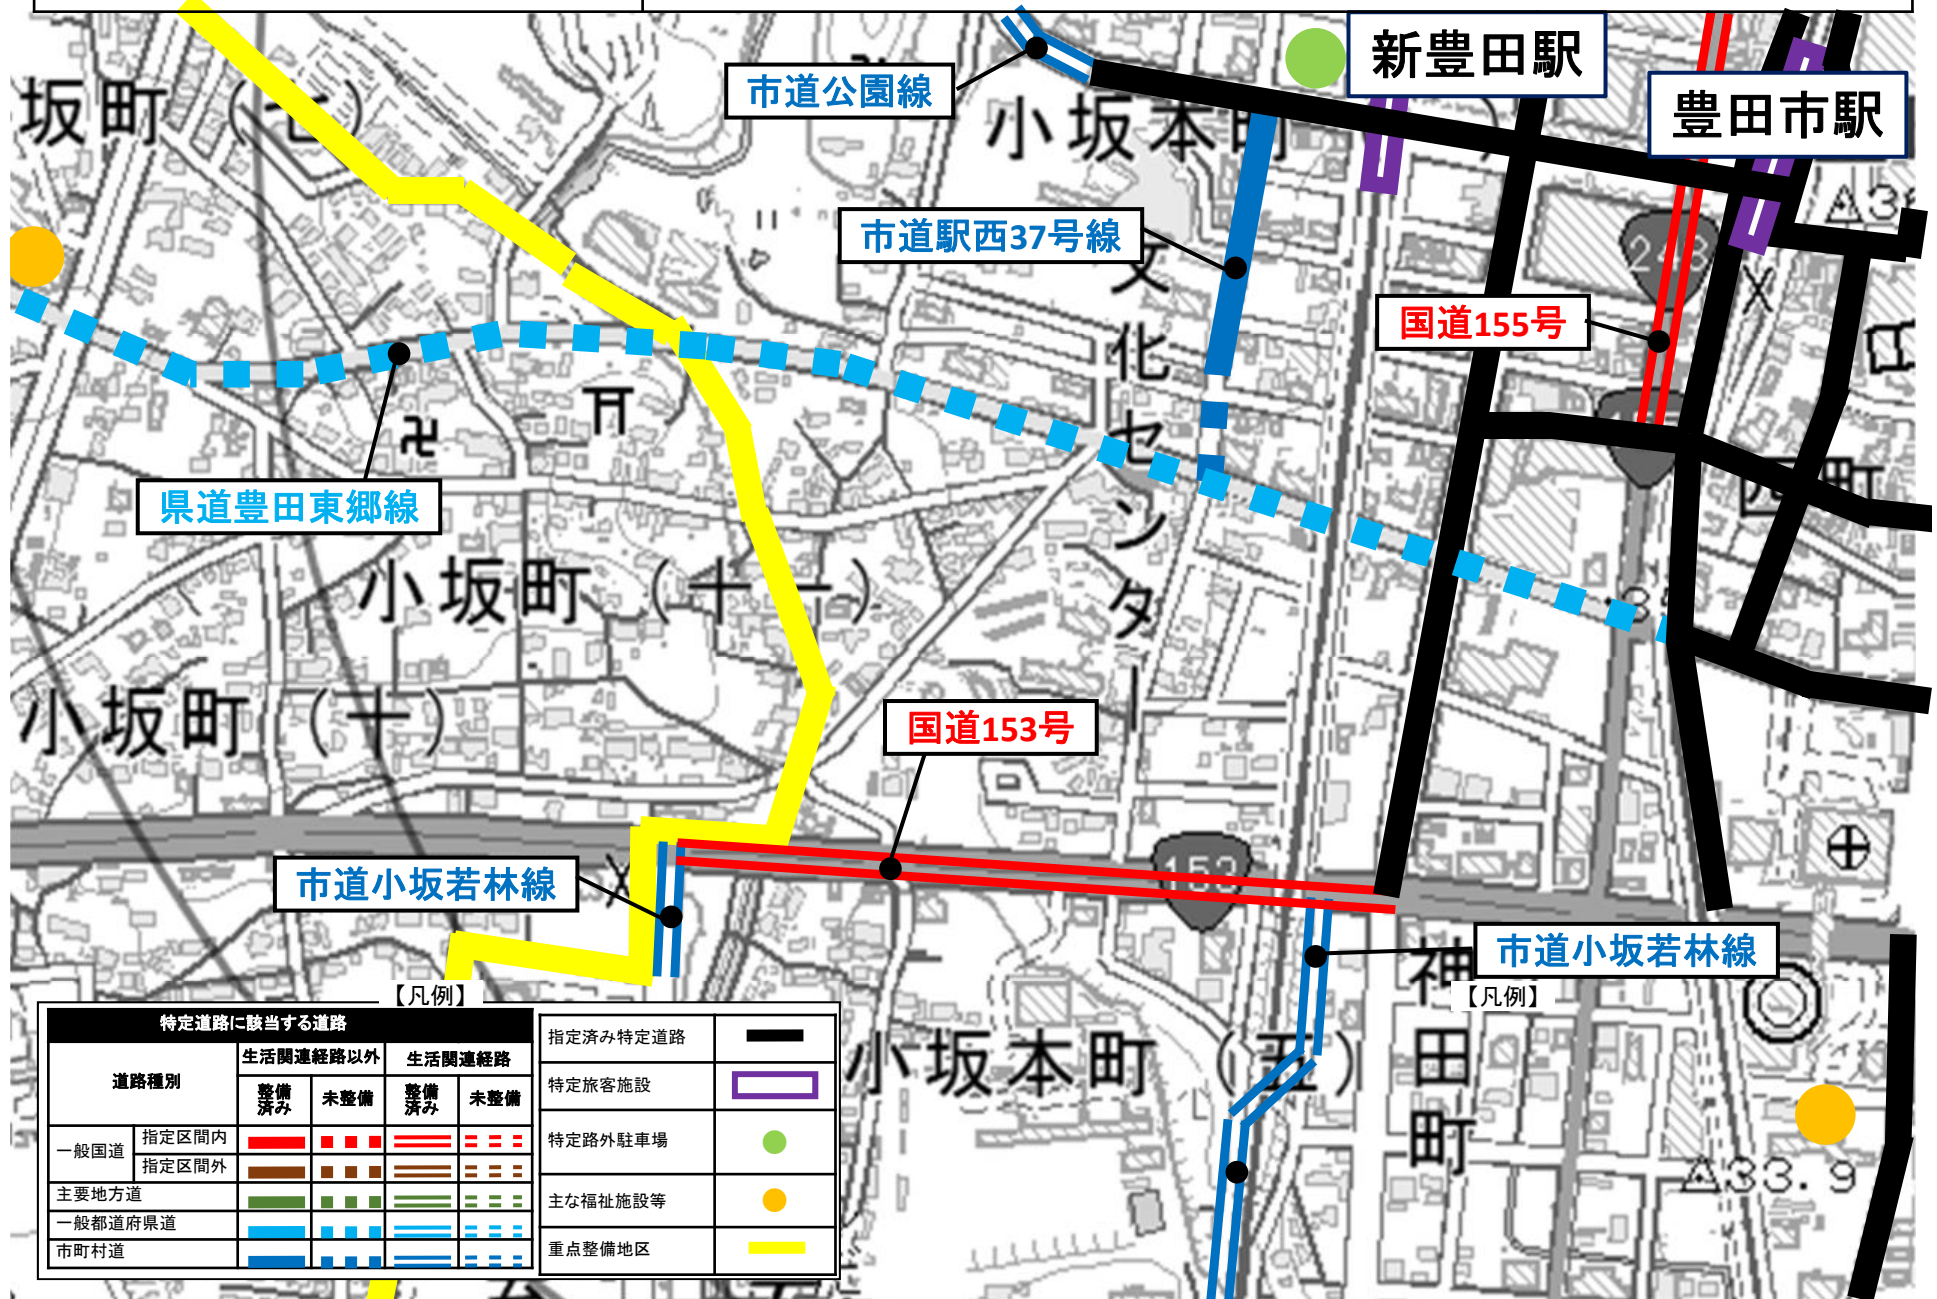 新豊田駅
豊田市駅
市道公園線
坂町(七)
小坂本町
市道駅西37号線
248
文化センター
国道155号
県道豊田東郷線
小坂町(十一)
西町
小坂町(十)
国道153号
153
市道小坂若林線
市道小坂若林線
神田町
小坂本町(五)
△33.9
【凡例】
【凡例】
特定道路に該当する道路
道路種別
生活関連経路以外
生活関連経路
整備済み
未整備
整備済み
未整備
一般国道
指定区間内
指定区間外
主要地方道
一般都道府県道
市町村道
指定済み特定道路
特定旅客施設
特定路外駐車場
主な福祉施設等
重点整備地区